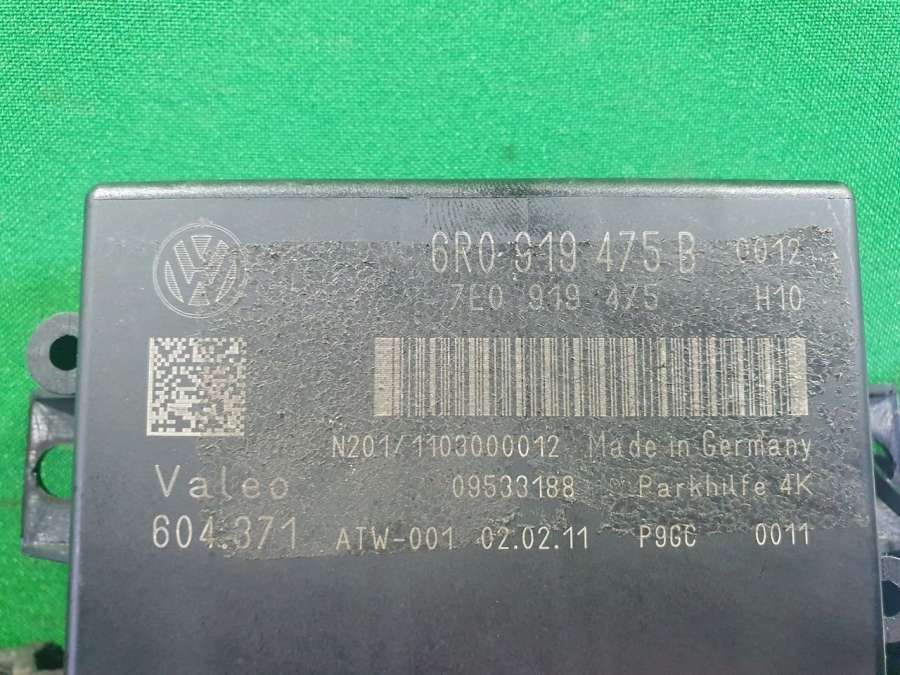 6R0 919 475 B 0012
7E0 919 475 H10
N201/1103000012 Made in Germany
Valeo 09533188 Parkhilfe 4K
604.371 ATW-001 02.02.11 P9GC 0011